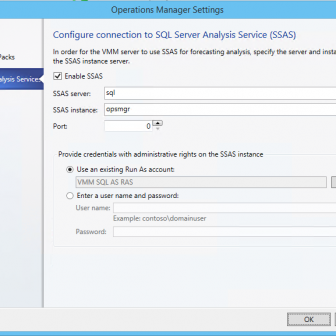 Operations Manager Settings
Packs
alysis Services
Configure connection to SQL Server Analysis Service (SSAS)
In order for the VMM server to use SSAS for forecasting analysis, specify the server and insta
the SSAS instance server.
Enable SSAS
SSAS server: sql
SSAS instance: opsmgr
Port: 0
Provide credentials with administrative rights on the SSAS instance
Use an existing Run As account:
VMM SQL AS RAS
Enter a user name and password:
User name:
Example: contoso\domainuser
Password:
OK